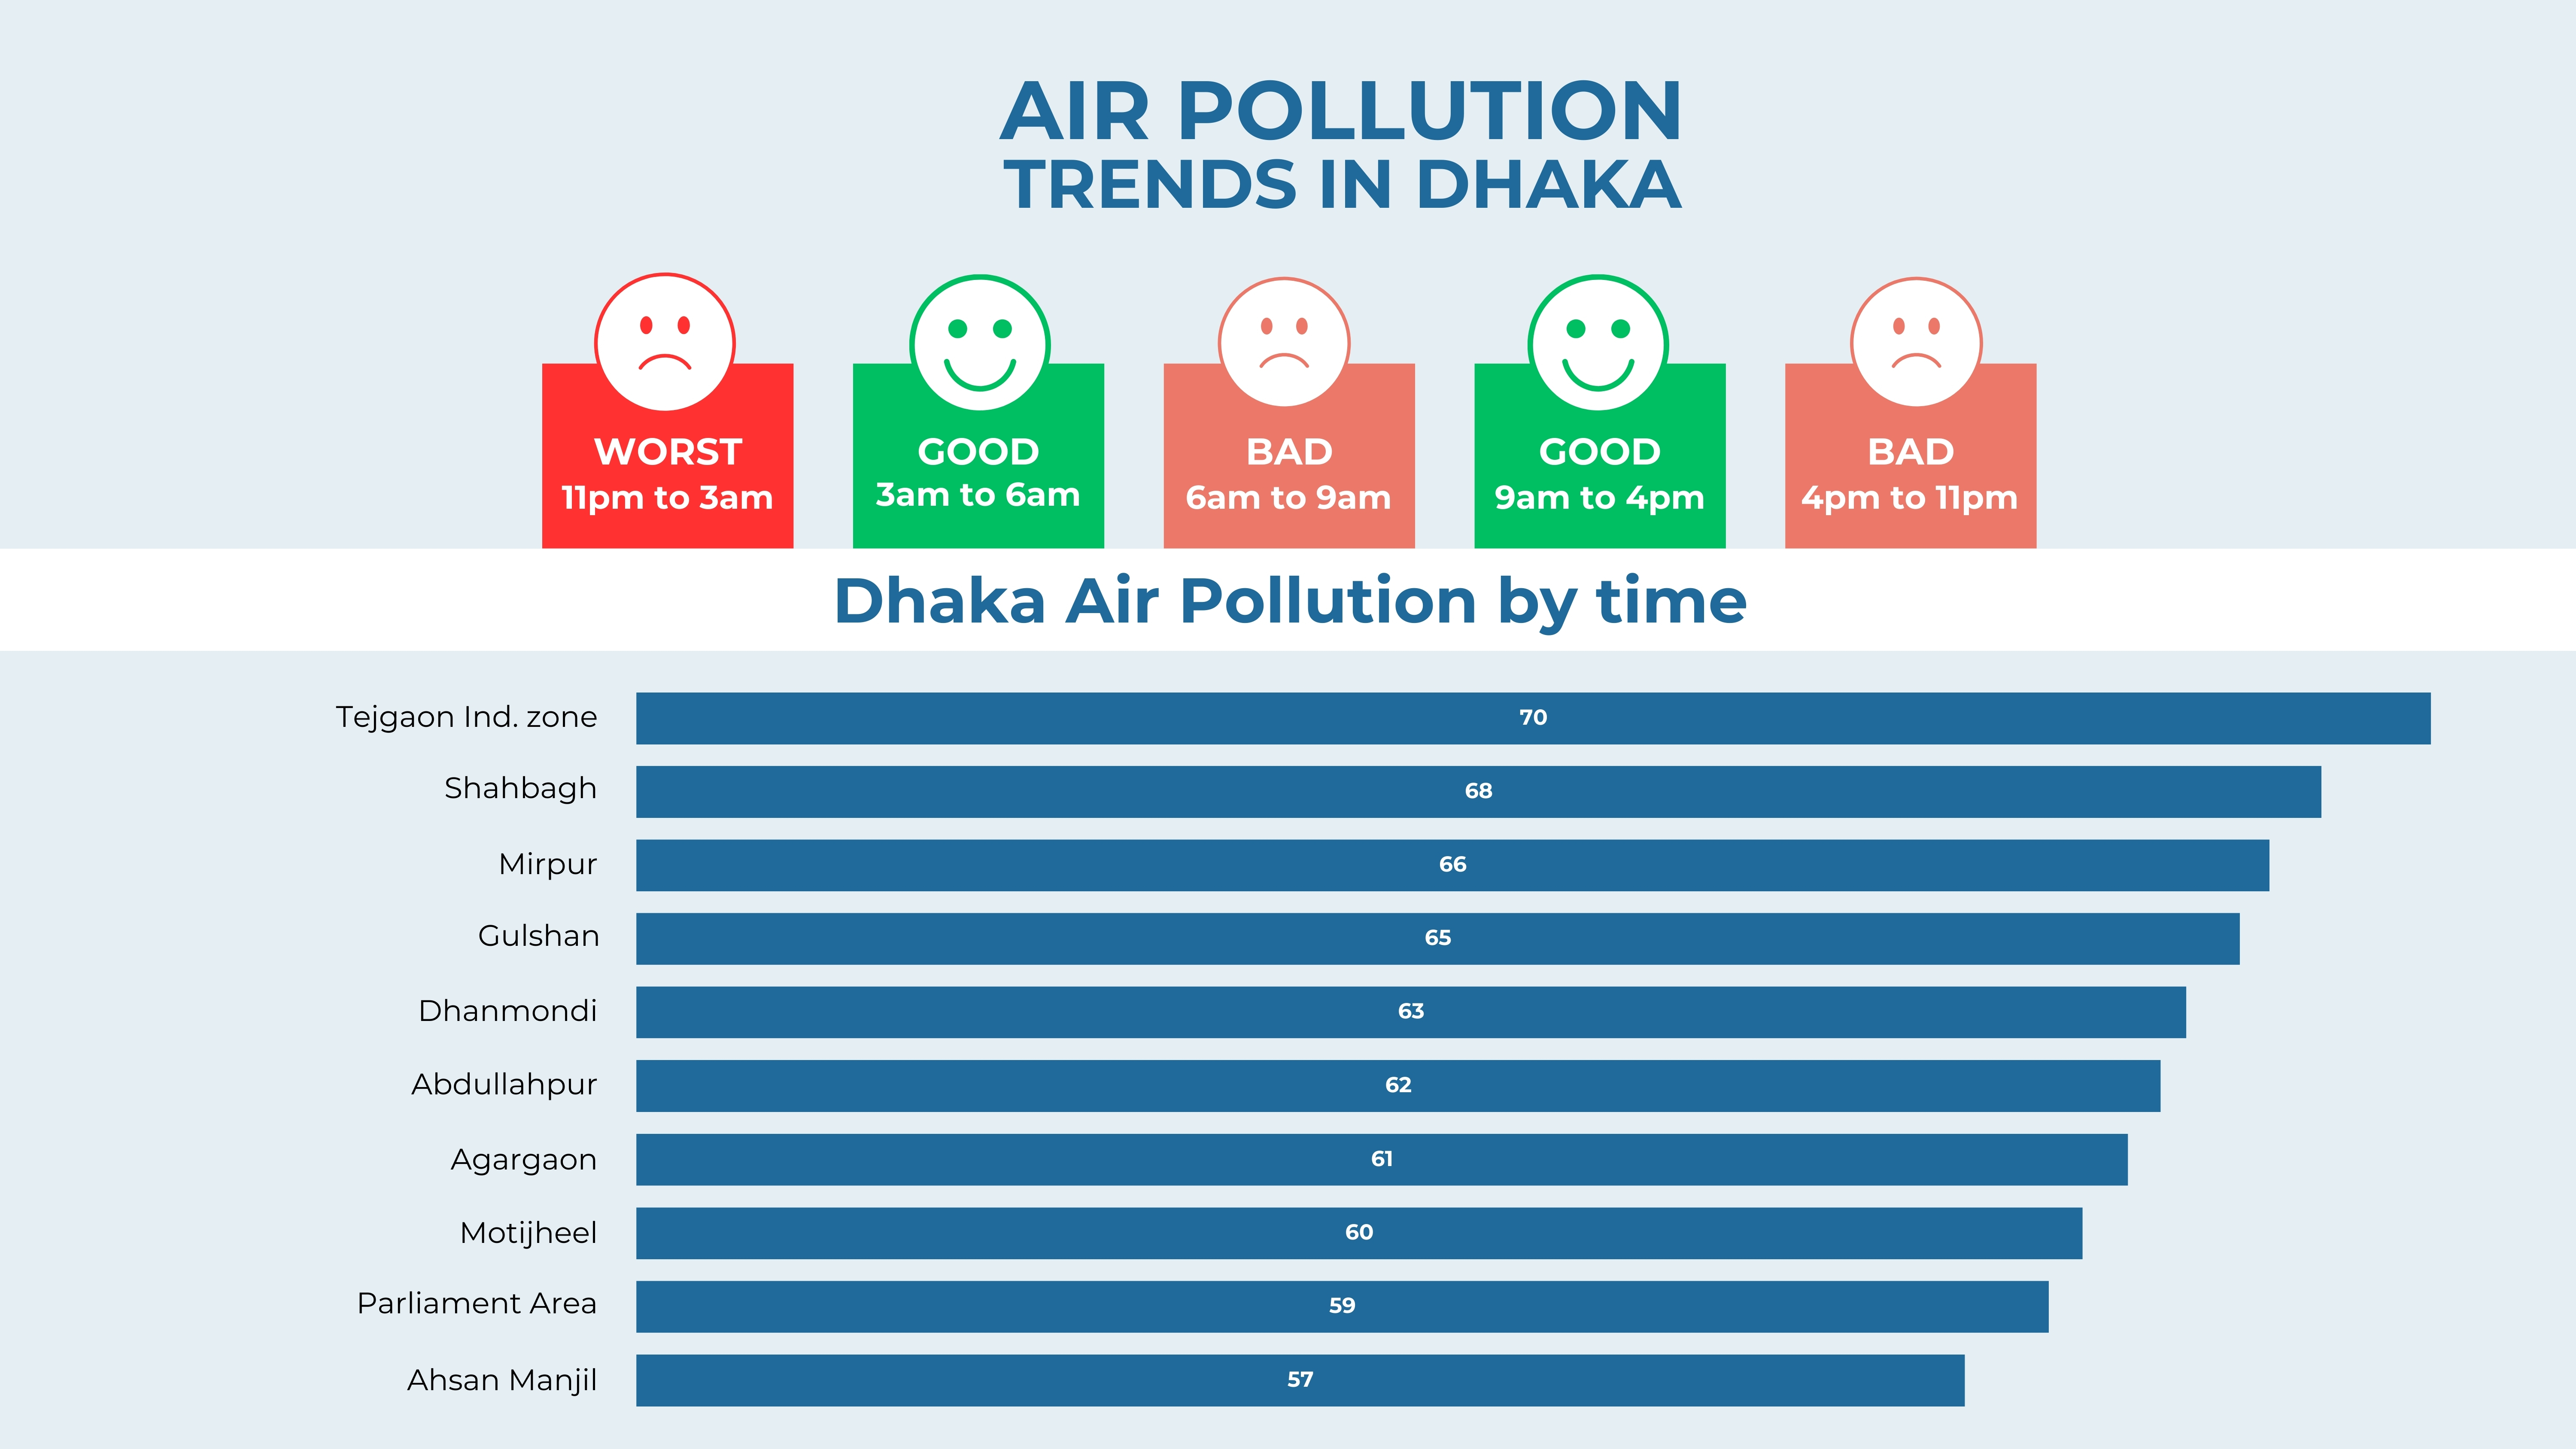 AIR POLLUTION
TRENDS IN DHAKA
WORST
11pm to 3am
GOOD
3am to 6am
BAD
6am to 9am
GOOD
9am to 4pm
BAD
4pm to 11pm
Dhaka Air Pollution by time
Tejgaon Ind. zone 70
Shahbagh 68
Mirpur 66
Gulshan 65
Dhanmondi 63
Abdullahpur 62
Agargaon 61
Motijheel 60
Parliament Area 59
Ahsan Manjil 57